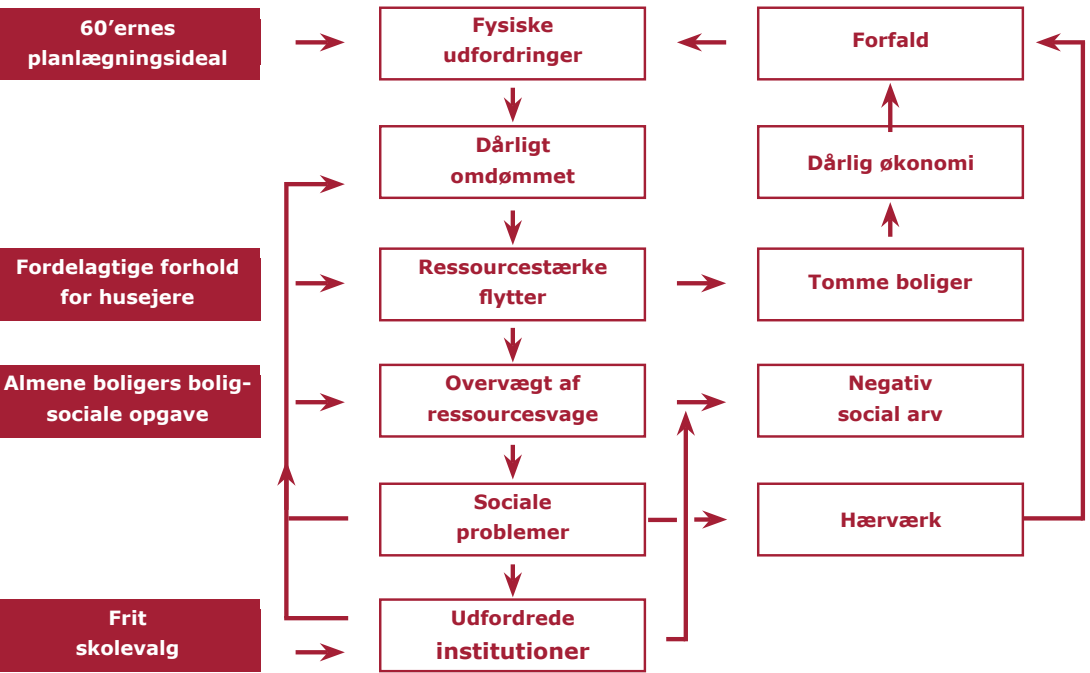 60’ernes
planlægningsideal
Fysiske
udfordringer
Forfald
Dårligt
omdømmet
Dårlig økonomi
Fordelagtige forhold
for husejere
Ressourcestærke
flytter
Tomme boliger
Almene boligers bolig-
sociale opgave
Overvægt af
ressourcesvage
Negativ
social arv
Sociale
problemer
Hærværk
Frit
skolevalg
Udfordrede
institutioner